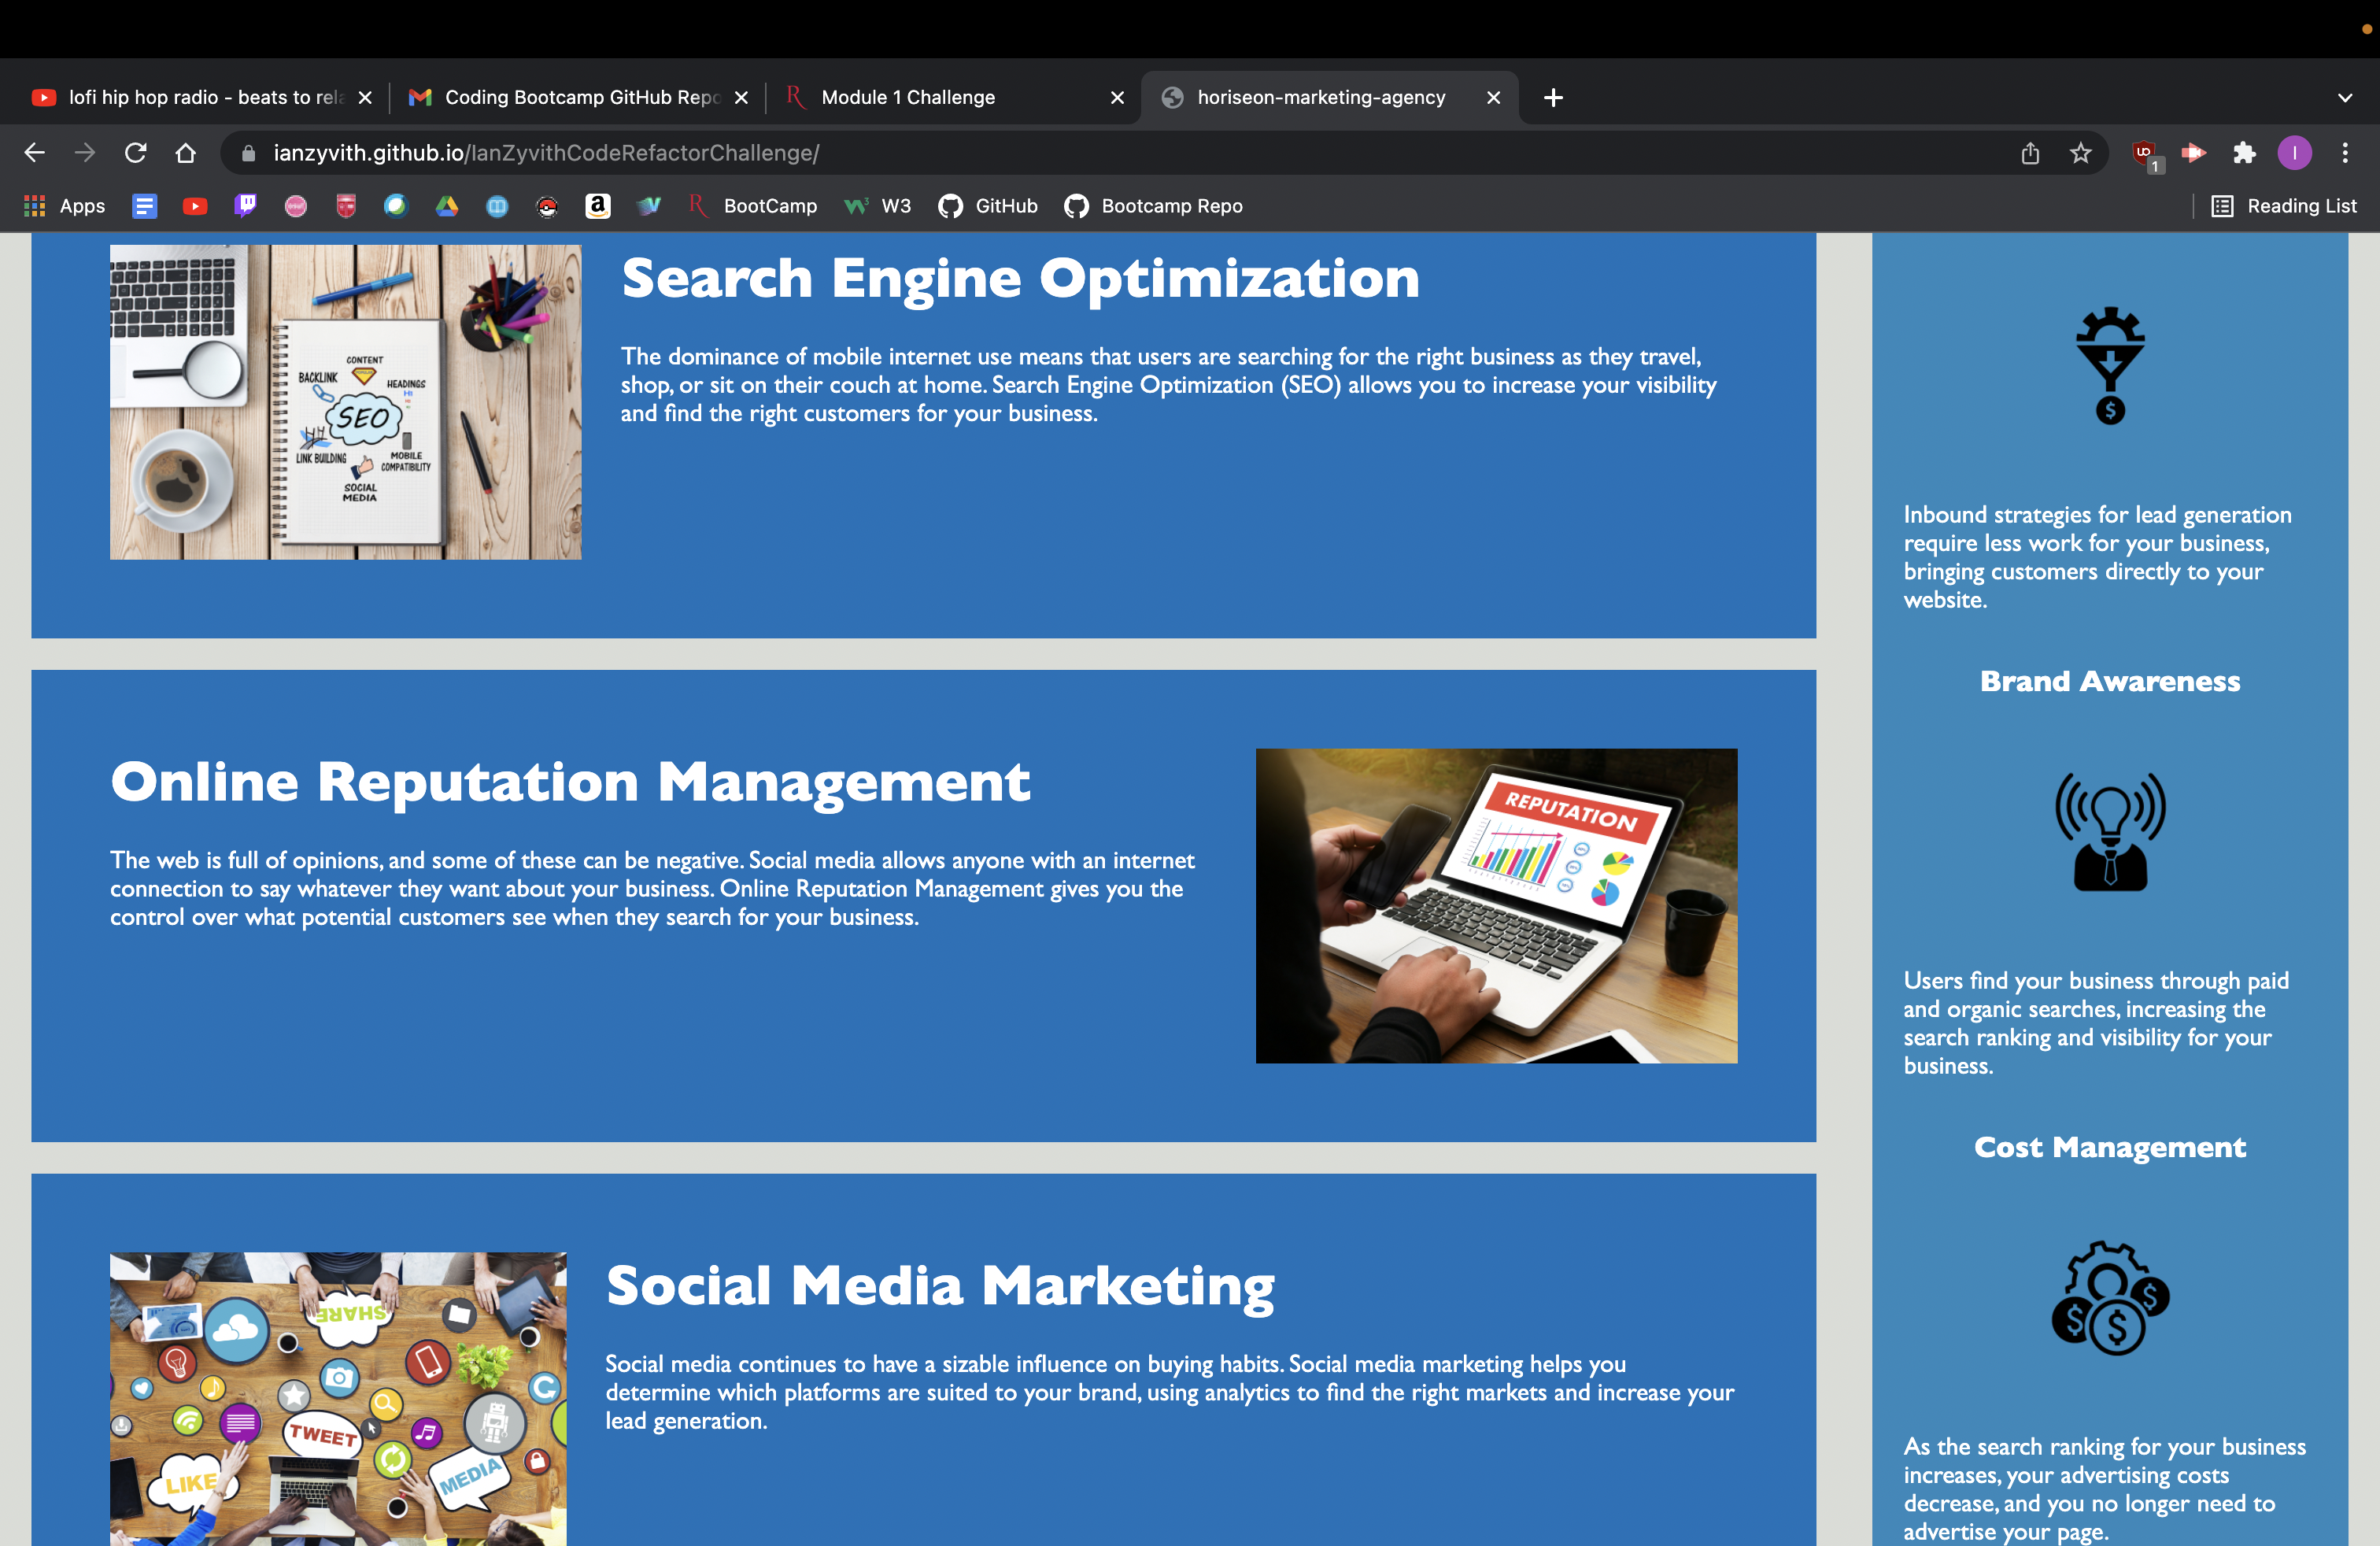 lofi hip hop radio - beats to rela
Coding Bootcamp GitHub Repo
Module 1 Challenge
horiseon-marketing-agency
ianzyvith.github.io/IanZyvithCodeRefactorChallenge/
1
I
Apps
BootCamp
W3
GitHub
Bootcamp Repo
Reading List
CONTENT
BACKLINK
HEADINGS
SEO
LINK BUILDING
MOBILE
COMPATIBILITY
SOCIAL
MEDIA
Search Engine Optimization
The dominance of mobile internet use means that users are searching for the right business as they travel,
shop, or sit on their couch at home. Search Engine Optimization (SEO) allows you to increase your visibility
and find the right customers for your business.
Online Reputation Management
The web is full of opinions, and some of these can be negative. Social media allows anyone with an internet
connection to say whatever they want about your business. Online Reputation Management gives you the
control over what potential customers see when they search for your business.
REPUTATION
SHARE
TWEET
LIKE
MEDIA
Social Media Marketing
Social media continues to have a sizable influence on buying habits. Social media marketing helps you
determine which platforms are suited to your brand, using analytics to find the right markets and increase your
lead generation.
Inbound strategies for lead generation
require less work for your business,
bringing customers directly to your
website.
Brand Awareness
Users find your business through paid
and organic searches, increasing the
search ranking and visibility for your
business.
Cost Management
As the search ranking for your business
increases, your advertising costs
decrease, and you no longer need to
advertise your page.